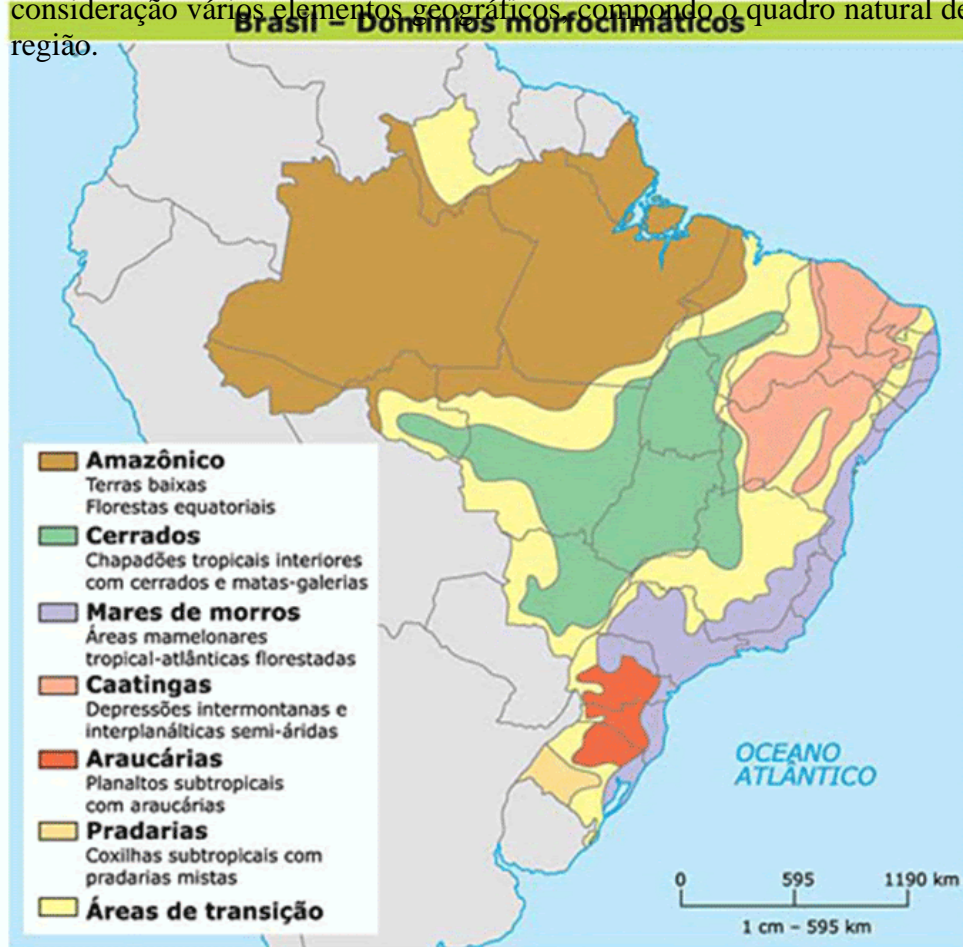 consideração vários elementos geográficos, compondo o quadro natural de
Brasil – Domínios morfoclimáticos
região.
Amazônico
Terras baixas
Florestas equatoriais
Cerrados
Chapadões tropicais interiores
com cerrados e matas-galerias
Mares de morros
Áreas mamelonares
tropical-atlânticas florestadas
Caatingas
Depressões intermontanas e
interplanálticas semi-áridas
Araucárias
Planaltos subtropicais
com araucárias
Pradarias
Coxilhas subtropicais com
pradarias mistas
Áreas de transição
OCEANO
ATLÂNTICO
0 595 1190 km
1 cm – 595 km